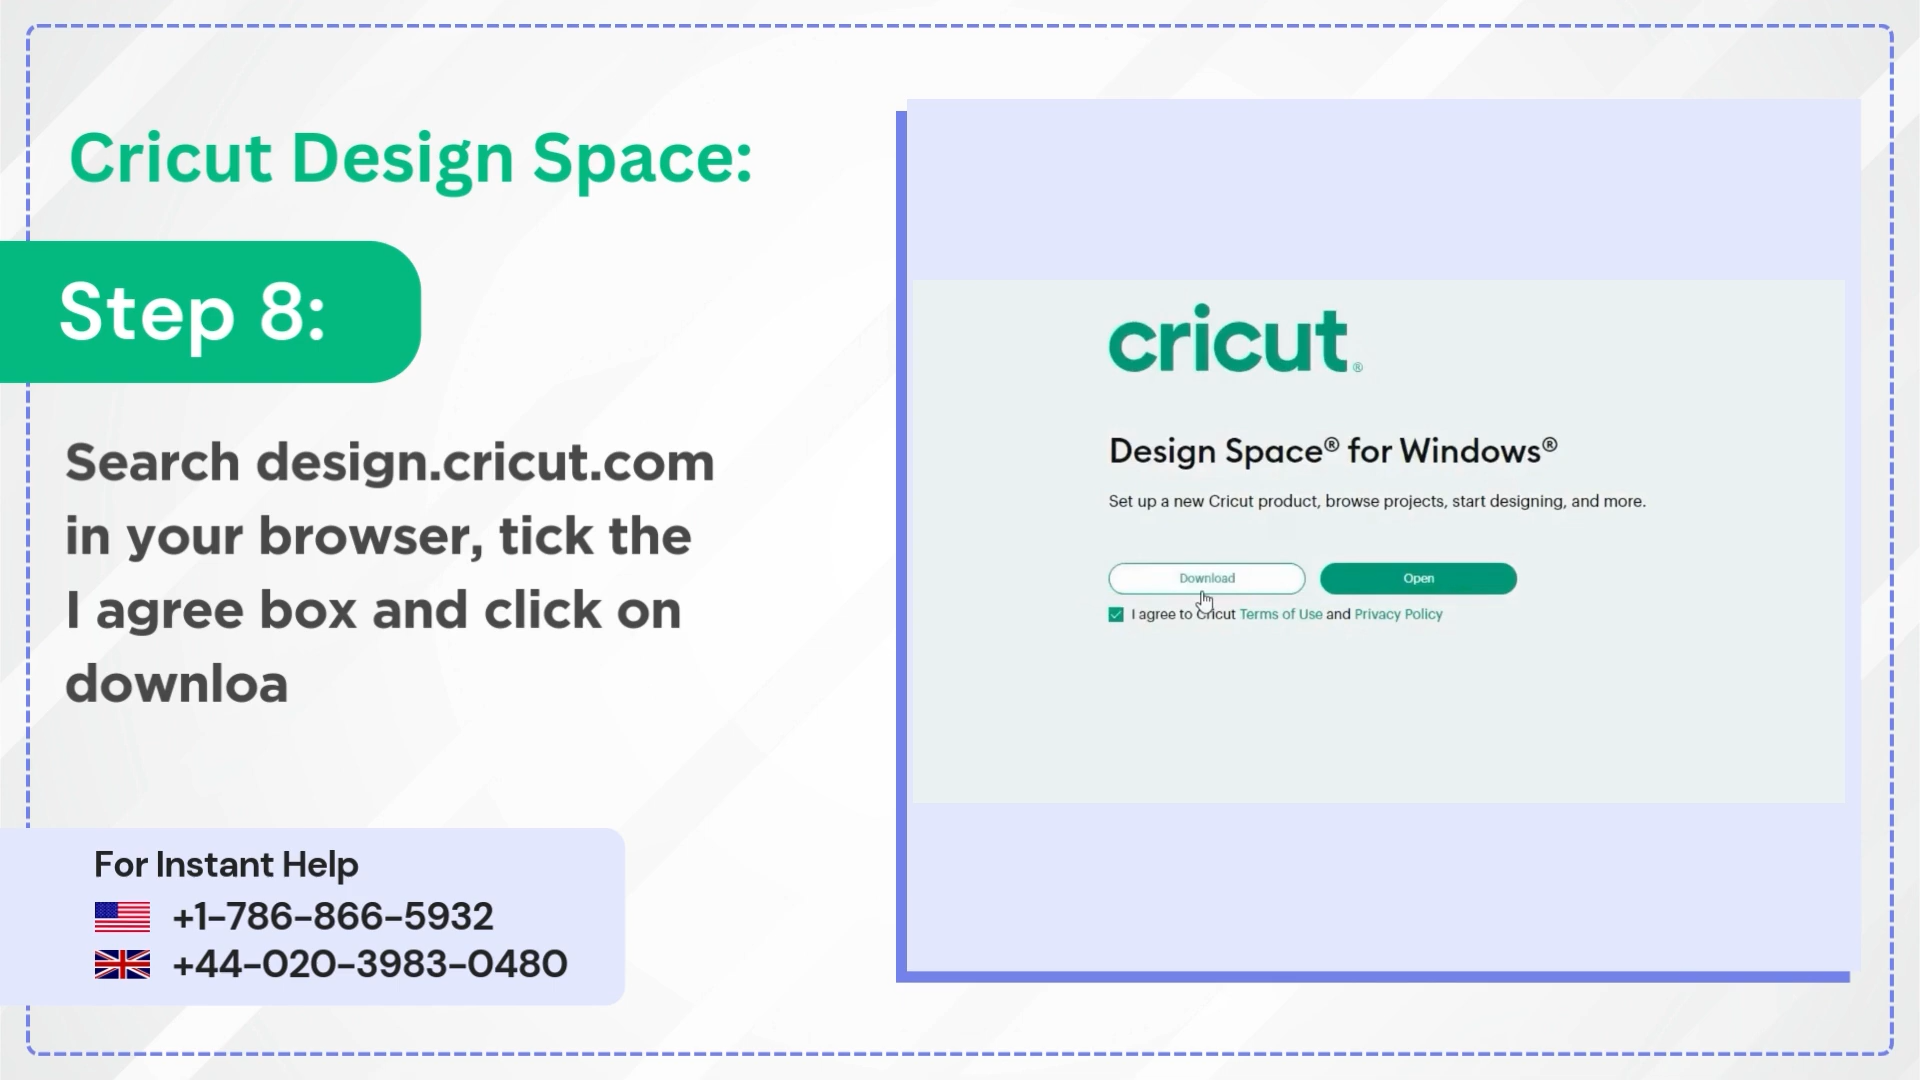 Cricut Design Space:
Step 8:
Search design.cricut.com
in your browser, tick the
I agree box and click on
downloa
For Instant Help
+1-786-866-5932
+44-020-3983-0480
cricut®
Design Space® for Windows®
Set up a new Cricut product, browse projects, start designing, and more.
Download
Open
I agree to Cricut Terms of Use and Privacy Policy